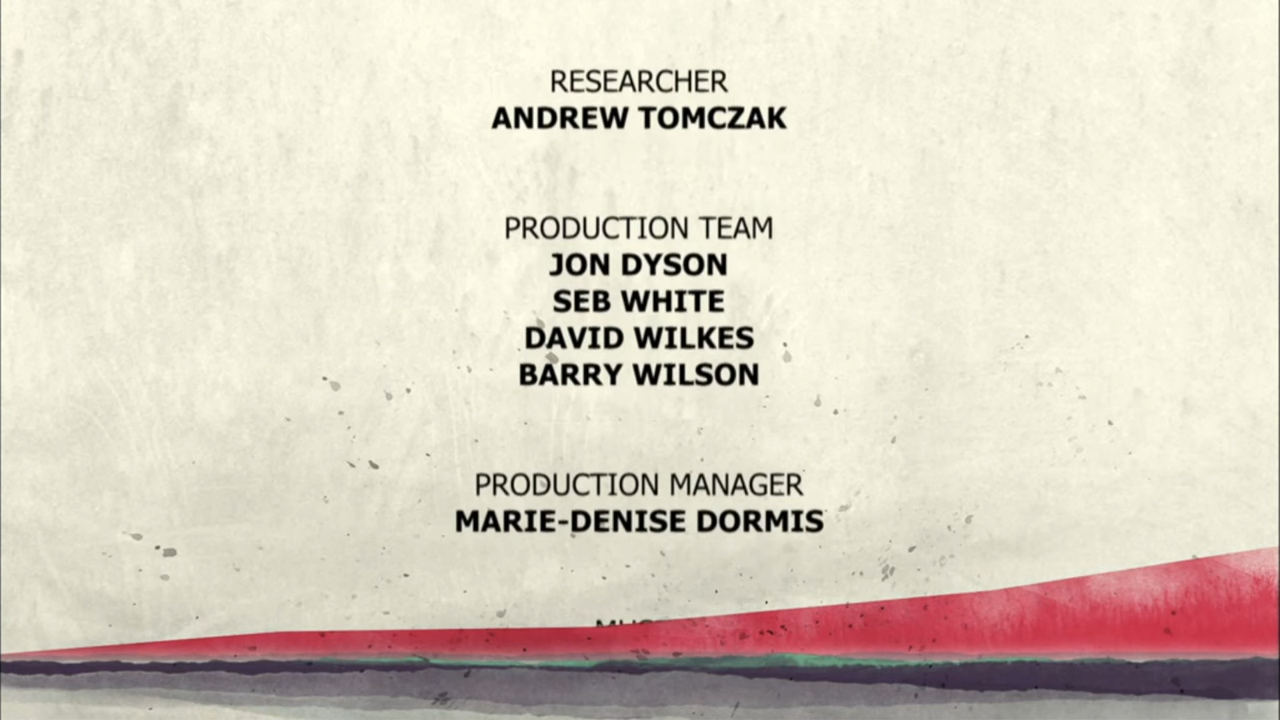 RESEARCHER
ANDREW TOMCZAK
PRODUCTION TEAM
JON DYSON
SEB WHITE
DAVID WILKES
BARRY WILSON
PRODUCTION MANAGER
MARIE-DENISE DORMIS